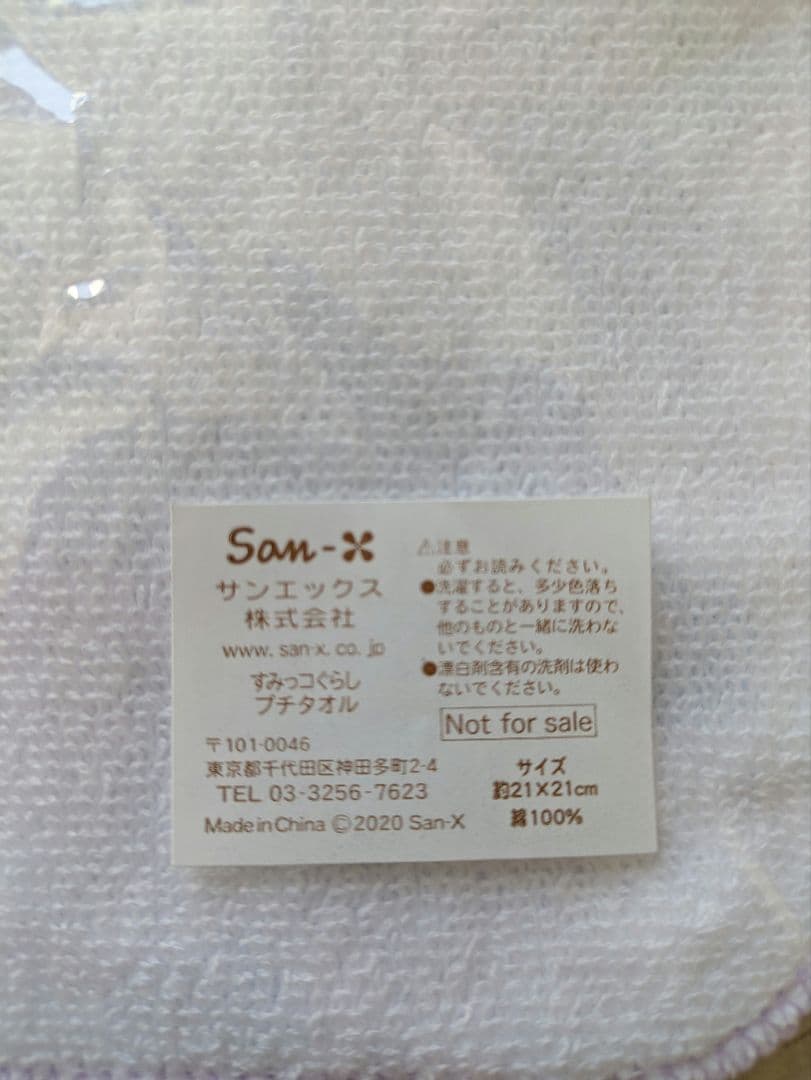 San-X
サンエックス
株式会社
www.san-x.co.jp
すみっコぐらし
プチタオル
〒101-0046
東京都千代田区神田多町2-4
TEL 03-3256-7623
Made in China ©2020 San-X
⚠注意
必ずお読みください。
●洗濯すると、多少色落ち
することがありますので、
他のものと一緒に洗わな
いでください。
●漂白剤含有の洗剤は使わ
ないでください。
Not for sale
サイズ
約21×21cm
綿100%